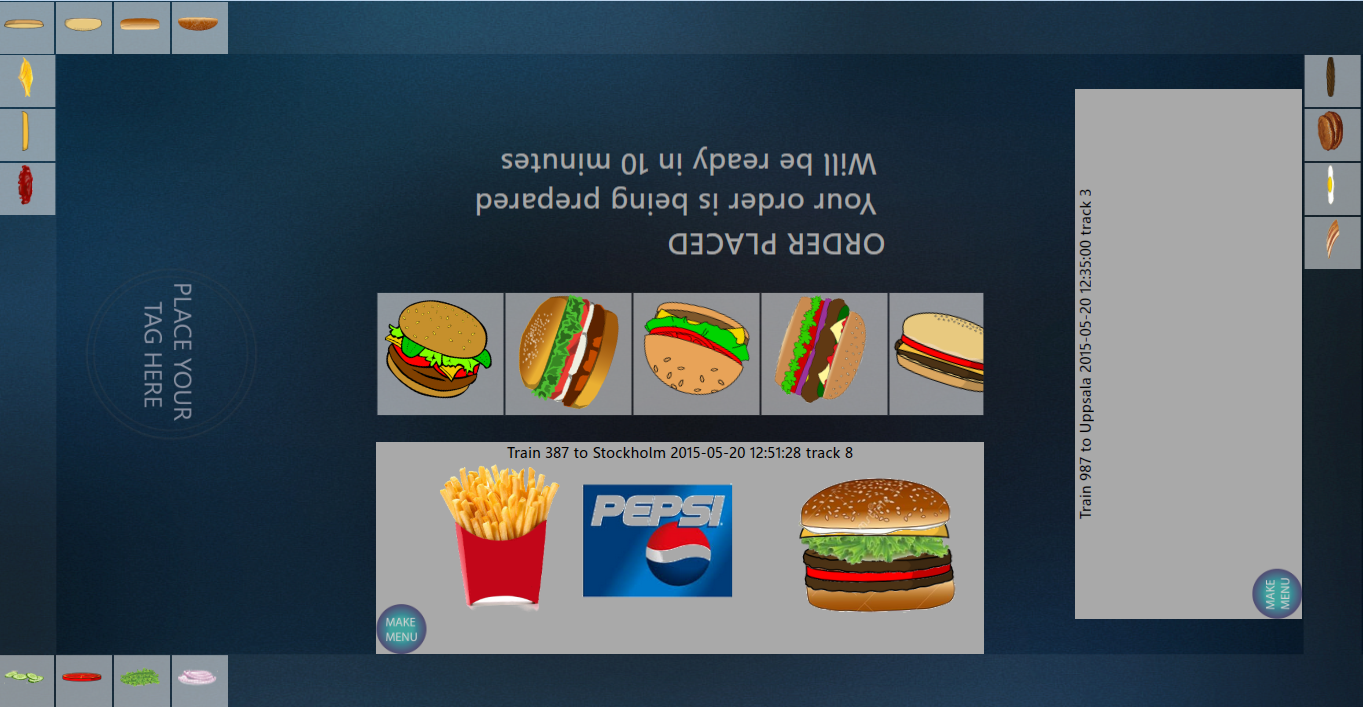 ORDER PLACED
Your order is being prepared
Will be ready in 10 minutes
PLACE YOUR
TAG HERE
Train 387 to Stockholm 2015-05-20 12:51:28 track 8
PEPSI
MAKE
MENU
Train 987 to Uppsala 2015-05-20 12:35:00 track 3
MAKE
MENU